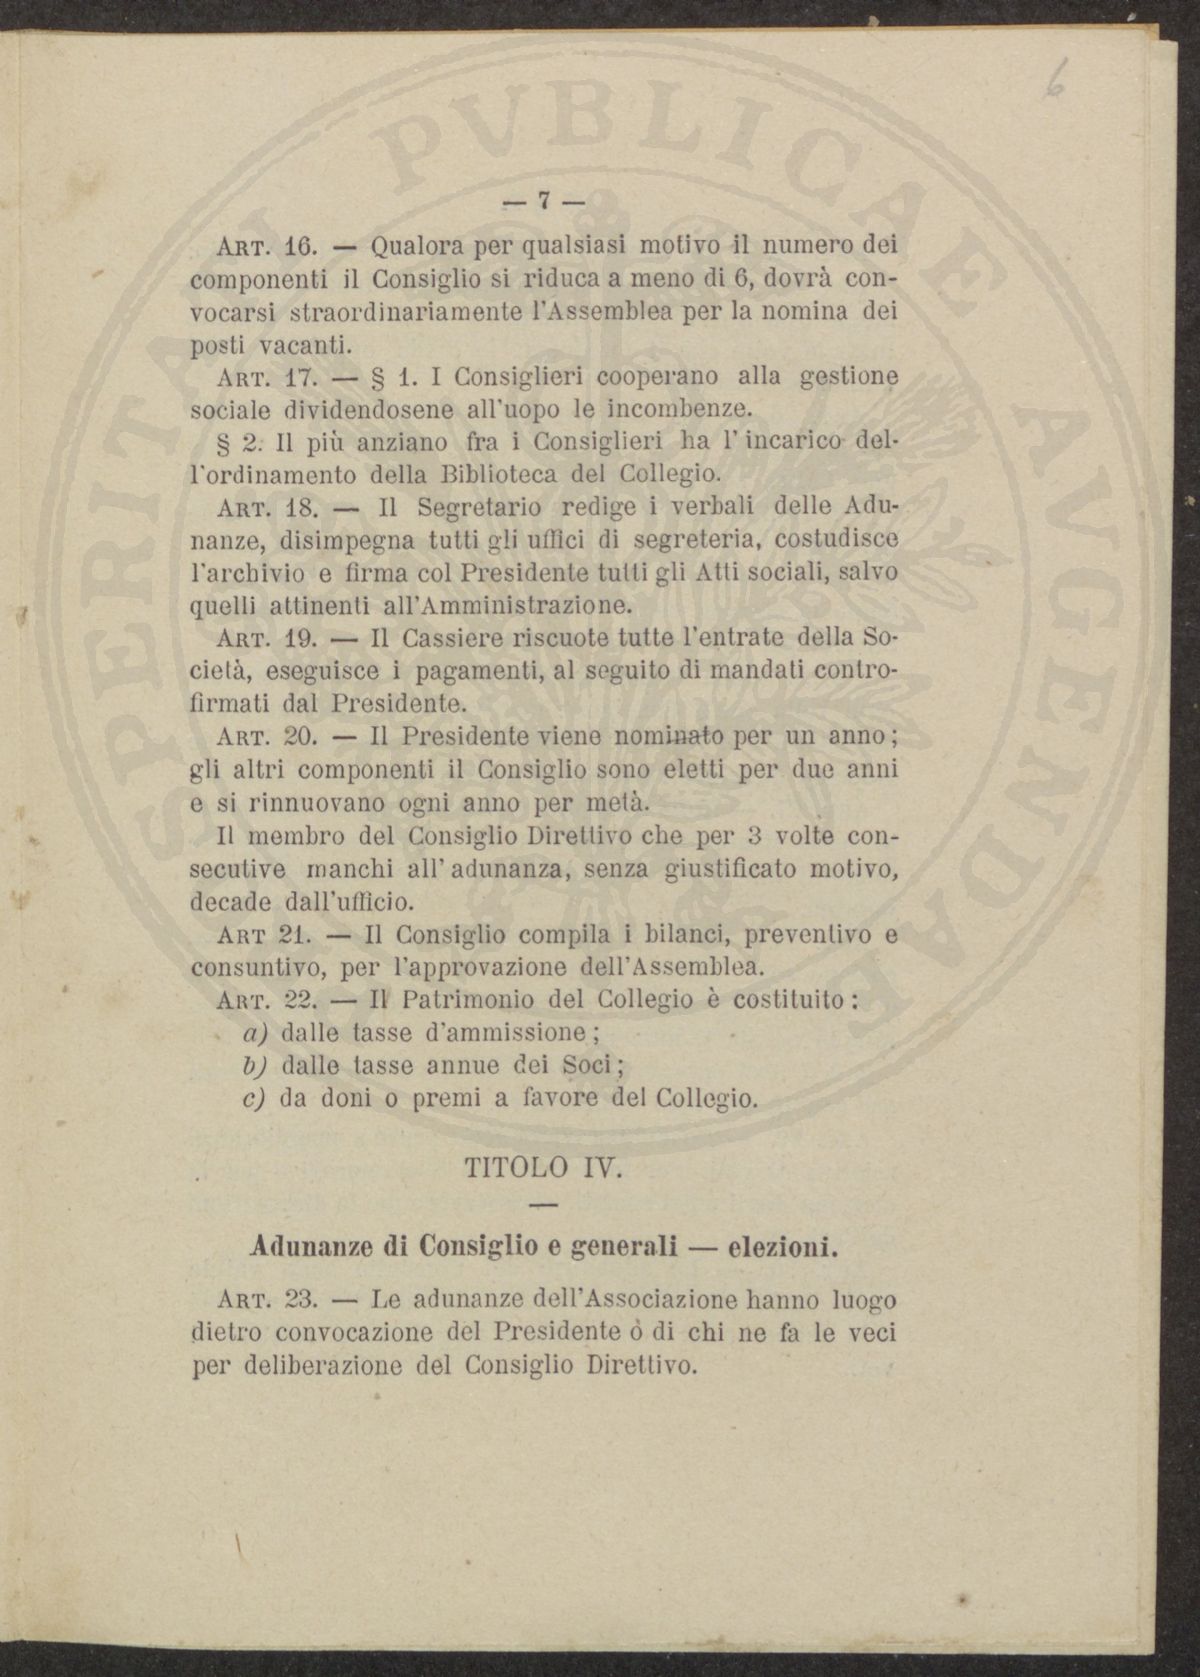 6
— 7 —
ART. 16. — Qualora per qualsiasi motivo il numero dei
componenti il Consiglio si riduca a meno di 6, dovrà con-
vocarsi straordinariamente l'Assemblea per la nomina dei
posti vacanti.
ART. 17. — § 1. I Consiglieri cooperano alla gestione
sociale dividendosene all'uopo le incombenze.
§ 2. Il più anziano fra i Consiglieri ha l'incarico del-
l'ordinamento della Biblioteca del Collegio.
ART. 18. — Il Segretario redige i verbali delle Adu-
nanze, disimpegna tutti gli uffici di segreteria, costudisce
l'archivio e firma col Presidente tutti gli Atti sociali, salvo
quelli attinenti all'Amministrazione.
ART. 19. — Il Cassiere riscuote tutte l'entrate della So-
cietà, eseguisce i pagamenti, al seguito di mandati contro-
firmati dal Presidente.
ART. 20. — Il Presidente viene nominato per un anno;
gli altri componenti il Consiglio sono eletti per due anni
e si rinnuovano ogni anno per metà.
Il membro del Consiglio Direttivo che per 3 volte con-
secutive manchi all'adunanza, senza giustificato motivo,
decade dall'ufficio.
ART 21. — Il Consiglio compila i bilanci, preventivo e
consuntivo, per l'approvazione dell'Assemblea.
ART. 22. — Il Patrimonio del Collegio è costituito:
a) dalle tasse d'ammissione;
b) dalle tasse annue dei Soci;
c) da doni o premi a favore del Collegio.
TITOLO IV.
Adunanze di Consiglio e generali — elezioni.
ART. 23. — Le adunanze dell'Associazione hanno luogo
dietro convocazione del Presidente ò di chi ne fa le veci
per deliberazione del Consiglio Direttivo.
PROSPERITATI PVBLICAE AVGENDAE